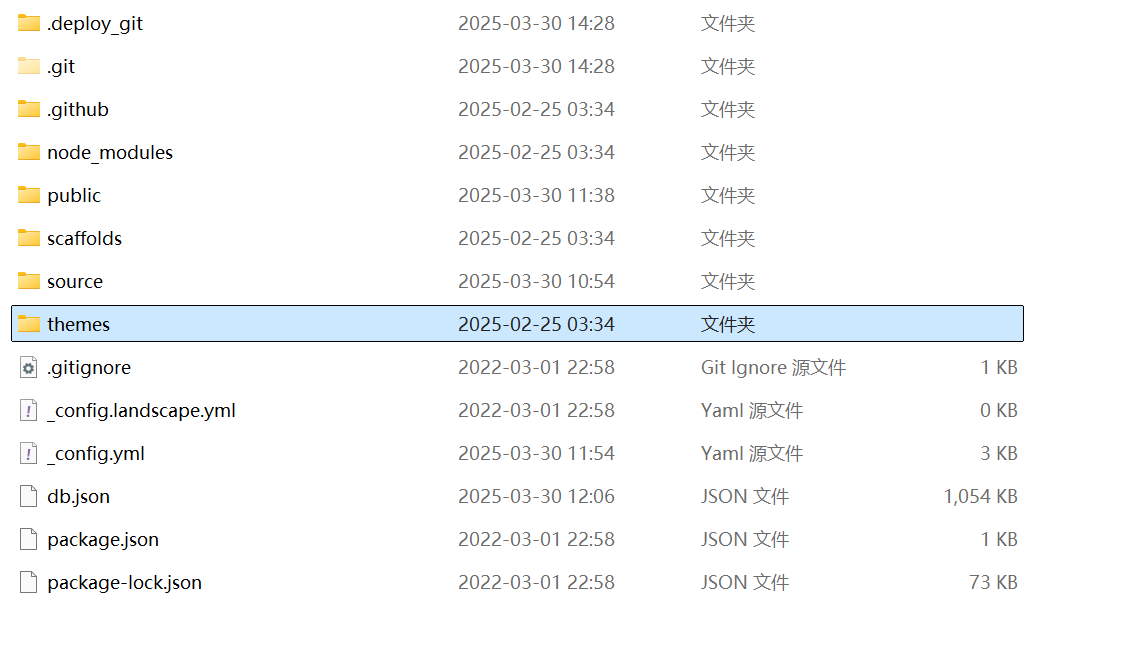 .deploy_git 2025-03-30 14:28 文件夹
.git 2025-03-30 14:28 文件夹
.github 2025-02-25 03:34 文件夹
node_modules 2025-02-25 03:34 文件夹
public 2025-03-30 11:38 文件夹
scaffolds 2025-02-25 03:34 文件夹
source 2025-03-30 10:54 文件夹
themes 2025-02-25 03:34 文件夹
.gitignore 2022-03-01 22:58 Git Ignore 源文件 1 KB
_config.landscape.yml 2022-03-01 22:58 Yaml 源文件 0 KB
_config.yml 2025-03-30 11:54 Yaml 源文件 3 KB
db.json 2025-03-30 12:06 JSON 文件 1,054 KB
package.json 2022-03-01 22:58 JSON 文件 1 KB
package-lock.json 2022-03-01 22:58 JSON 文件 73 KB